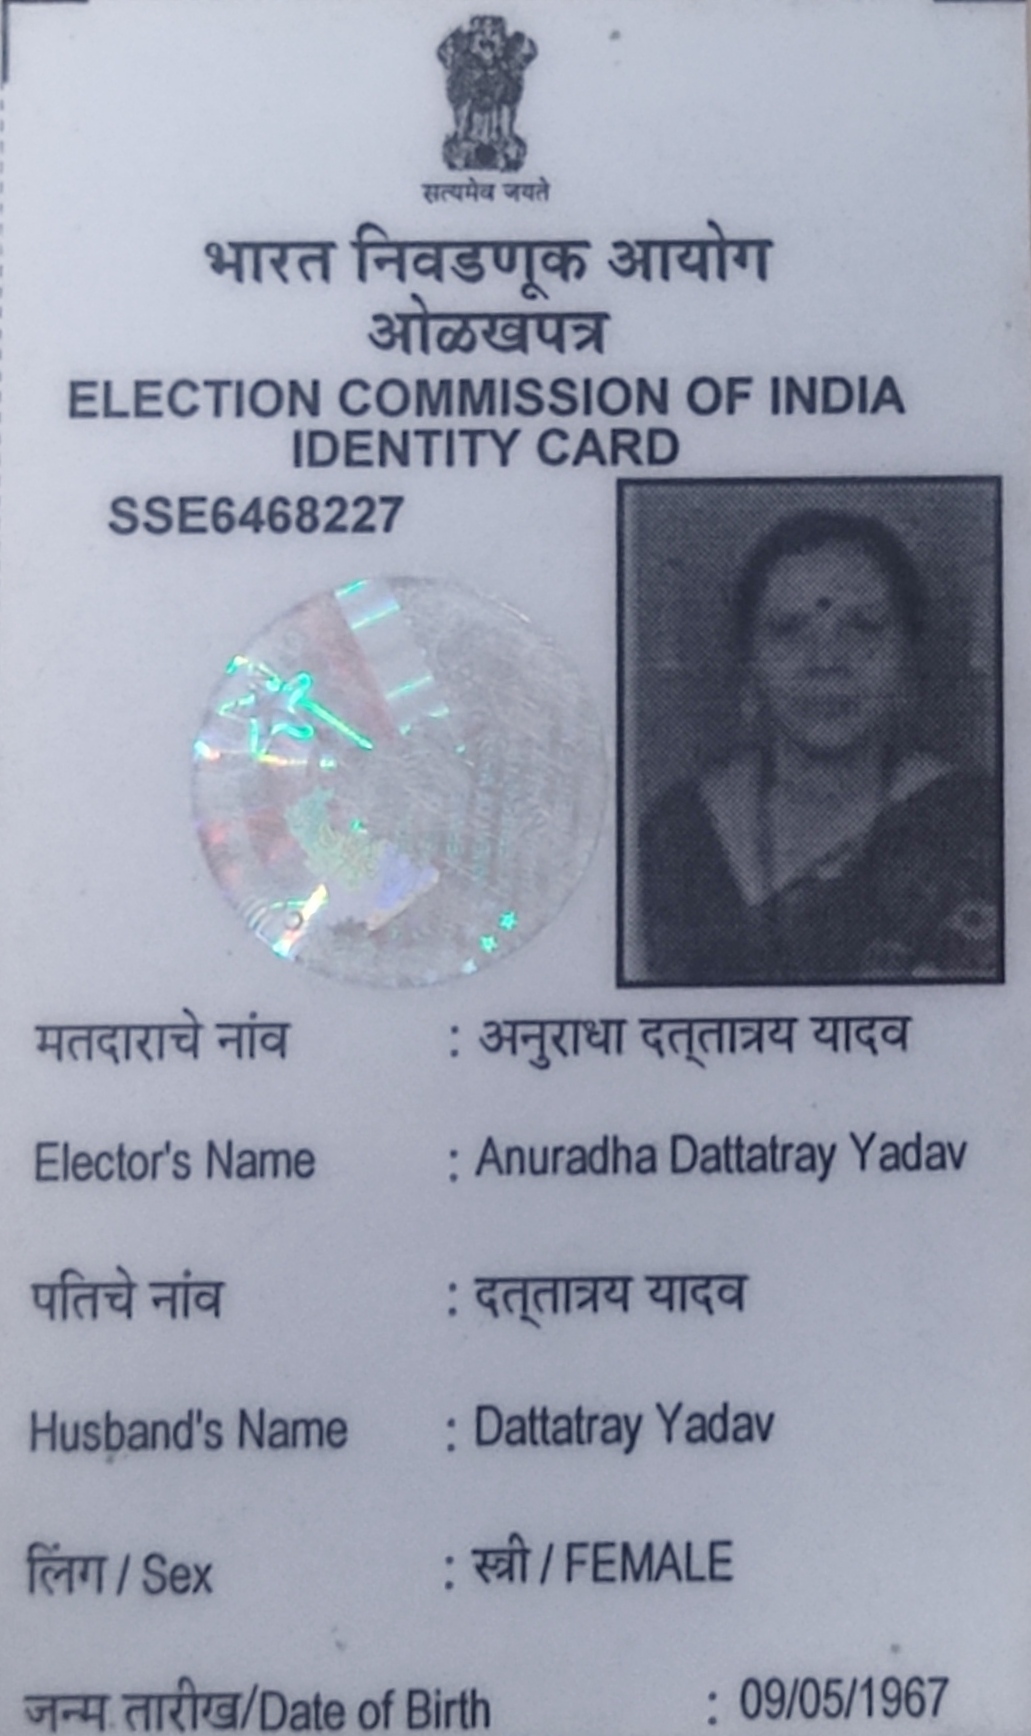 सत्यमेव जयते
भारत निवडणूक आयोग
ओळखपत्र
ELECTION COMMISSION OF INDIA
IDENTITY CARD
SSE6468227
मतदाराचे नांव : अनुराधा दत्‌तात्रय यादव
Elector's Name : Anuradha Dattatray Yadav
पतिचे नांव : दत्‌तात्रय यादव
Husband's Name : Dattatray Yadav
लिंग / Sex : स्त्री / FEMALE
जन्म तारीख/Date of Birth : 09/05/1967